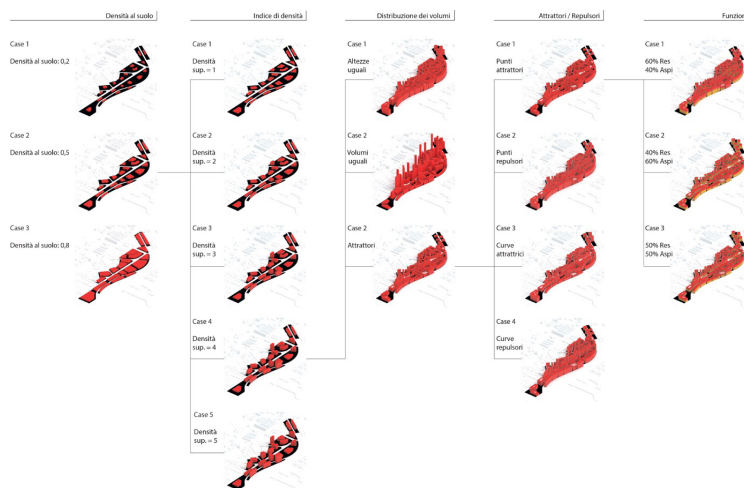 Densità al suolo
Case 1
Densità al suolo: 0,2
Case 2
Densità al suolo: 0,5
Case 3
Densità al suolo: 0,8
Indice di densità
Case 1
Densità
sup. = 1
Case 2
Densità
sup. = 2
Case 3
Densità
sup. = 3
Case 4
Densità
sup. = 4
Case 5
Densità
sup. = 5
Distribuzione dei volumi
Case 1
Altezze
uguali
Case 2
Volumi
uguali
Case 2
Attrattori
Attrattori / Repulsori
Case 1
Punti
attrattori
Case 2
Punti
repulsori
Case 3
Curve
attrattrici
Case 4
Curve
repulsori
Funzio
Case 1
60% Res
40% Aspi
Case 2
40% Res
60% Aspi
Case 3
50% Res
50% Aspi